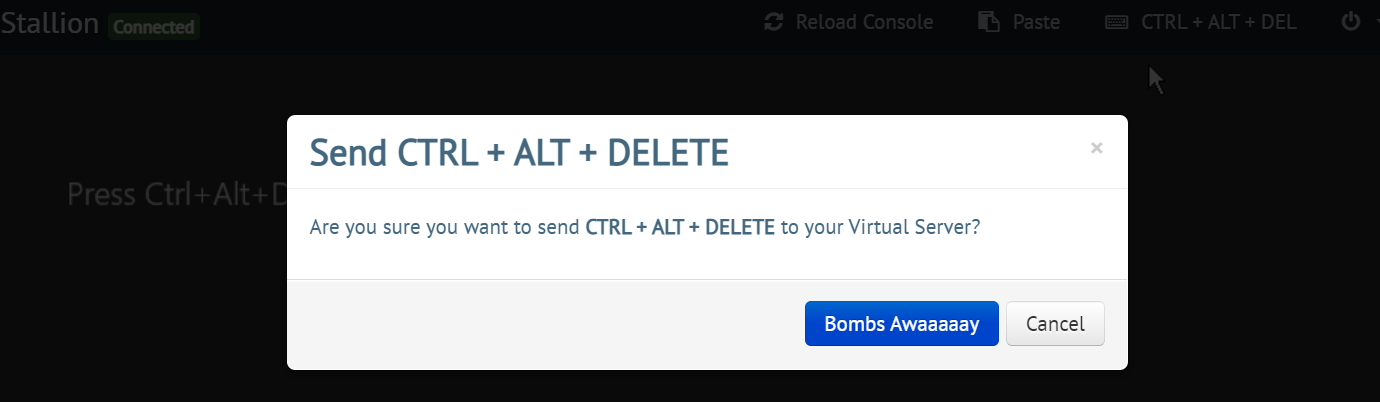 Stallion Connected Reload Console Paste CTRL + ALT + DEL
Send CTRL + ALT + DELETE ×
Press Ctrl+Alt+D
Are you sure you want to send CTRL + ALT + DELETE to your Virtual Server?
Bombs Awaaaaay Cancel